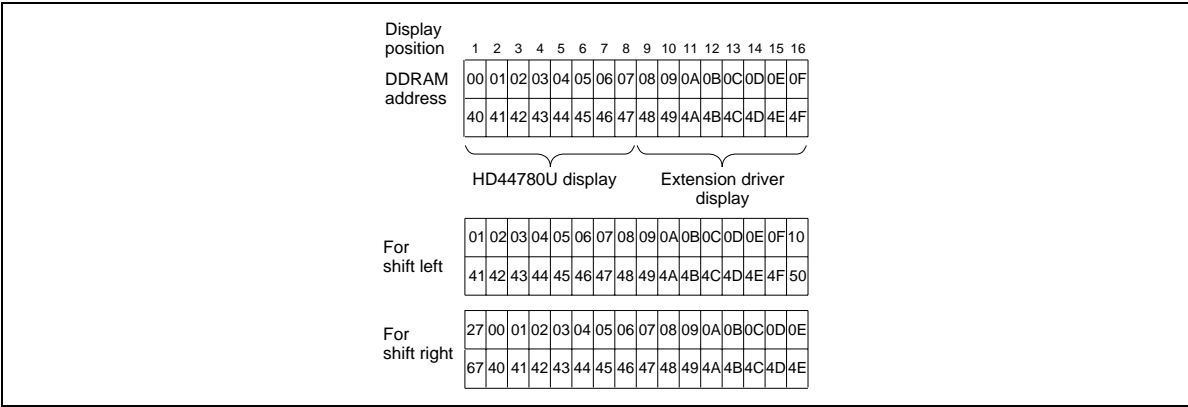 Display
position 1 2 3 4 5 6 7 8 9 10 11 12 13 14 15 16
DDRAM
address
00 01 02 03 04 05 06 07 08 09 0A 0B 0C 0D 0E 0F
40 41 42 43 44 45 46 47 48 49 4A 4B 4C 4D 4E 4F
HD44780U display
Extension driver
display
For
shift left
01 02 03 04 05 06 07 08 09 0A 0B 0C 0D 0E 0F 10
41 42 43 44 45 46 47 48 49 4A 4B 4C 4D 4E 4F 50
For
shift right
27 00 01 02 03 04 05 06 07 08 09 0A 0B 0C 0D 0E
67 40 41 42 43 44 45 46 47 48 49 4A 4B 4C 4D 4E